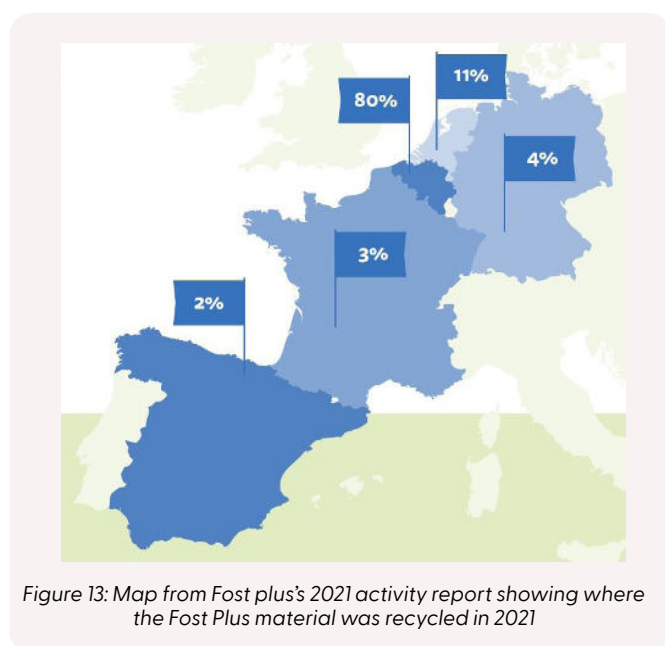 11%
80%
4%
3%
2%
Figure 13: Map from Fost plus's 2021 activity report showing where
the Fost Plus material was recycled in 2021